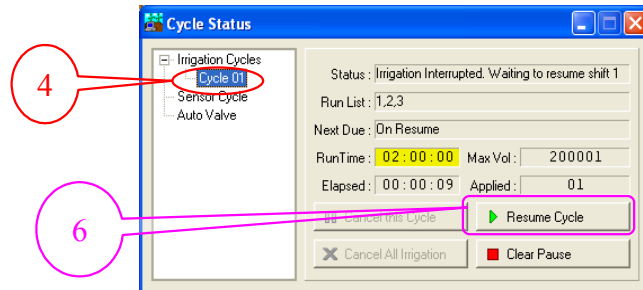 Cycle Status
Irrigation Cycles
Cycle 01
Sensor Cycle
Auto Valve
4
Status : Irrigation Interrupted. Waiting to resume shift 1
Run List : 1,2,3
Next Due : On Resume
RunTime : 02:00:00 Max Vol : 200001
Elapsed : 00:00:09 Applied : 01
Cancel this Cycle Resume Cycle
6
Cancel All Irrigation Clear Pause